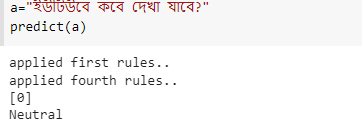 a="ইউটিউবে কবে দেখা যাবে?"
predict(a)
applied first rules..
applied fourth rules..
[0]
Neutral